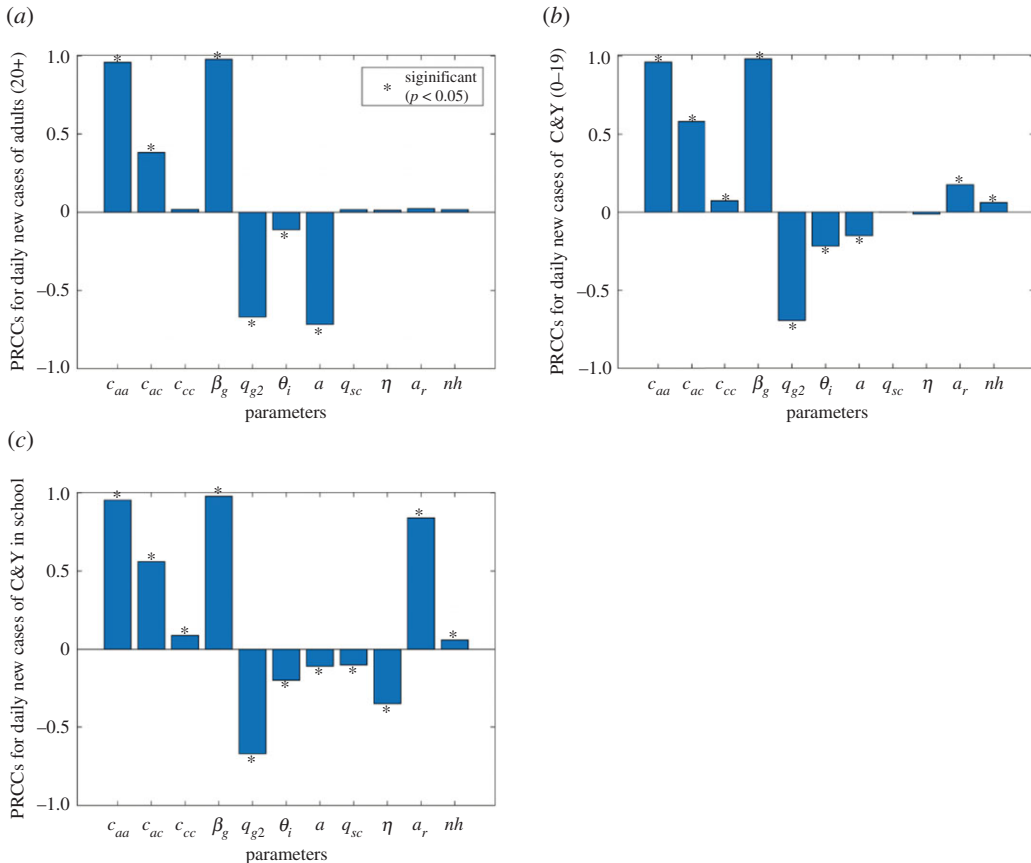 (a)
PRCCs for daily new cases of adults (20+)
1.0
0.5
0
−0.5
−1.0
* siginificant
(p < 0.05)
c_aa c_ac c_cc β_g q_g2 θ_i a q_sc η a_r nh
parameters
(b)
PRCCs for daily new cases of C&Y (0–19)
1.0
0.5
0
−0.5
−1.0
c_aa c_ac c_cc β_g q_g2 θ_i a q_sc η a_r nh
parameters
(c)
PRCCs for daily new cases of C&Y in school
1.0
0.5
0
−0.5
−1.0
c_aa c_ac c_cc β_g q_g2 θ_i a q_sc η a_r nh
parameters